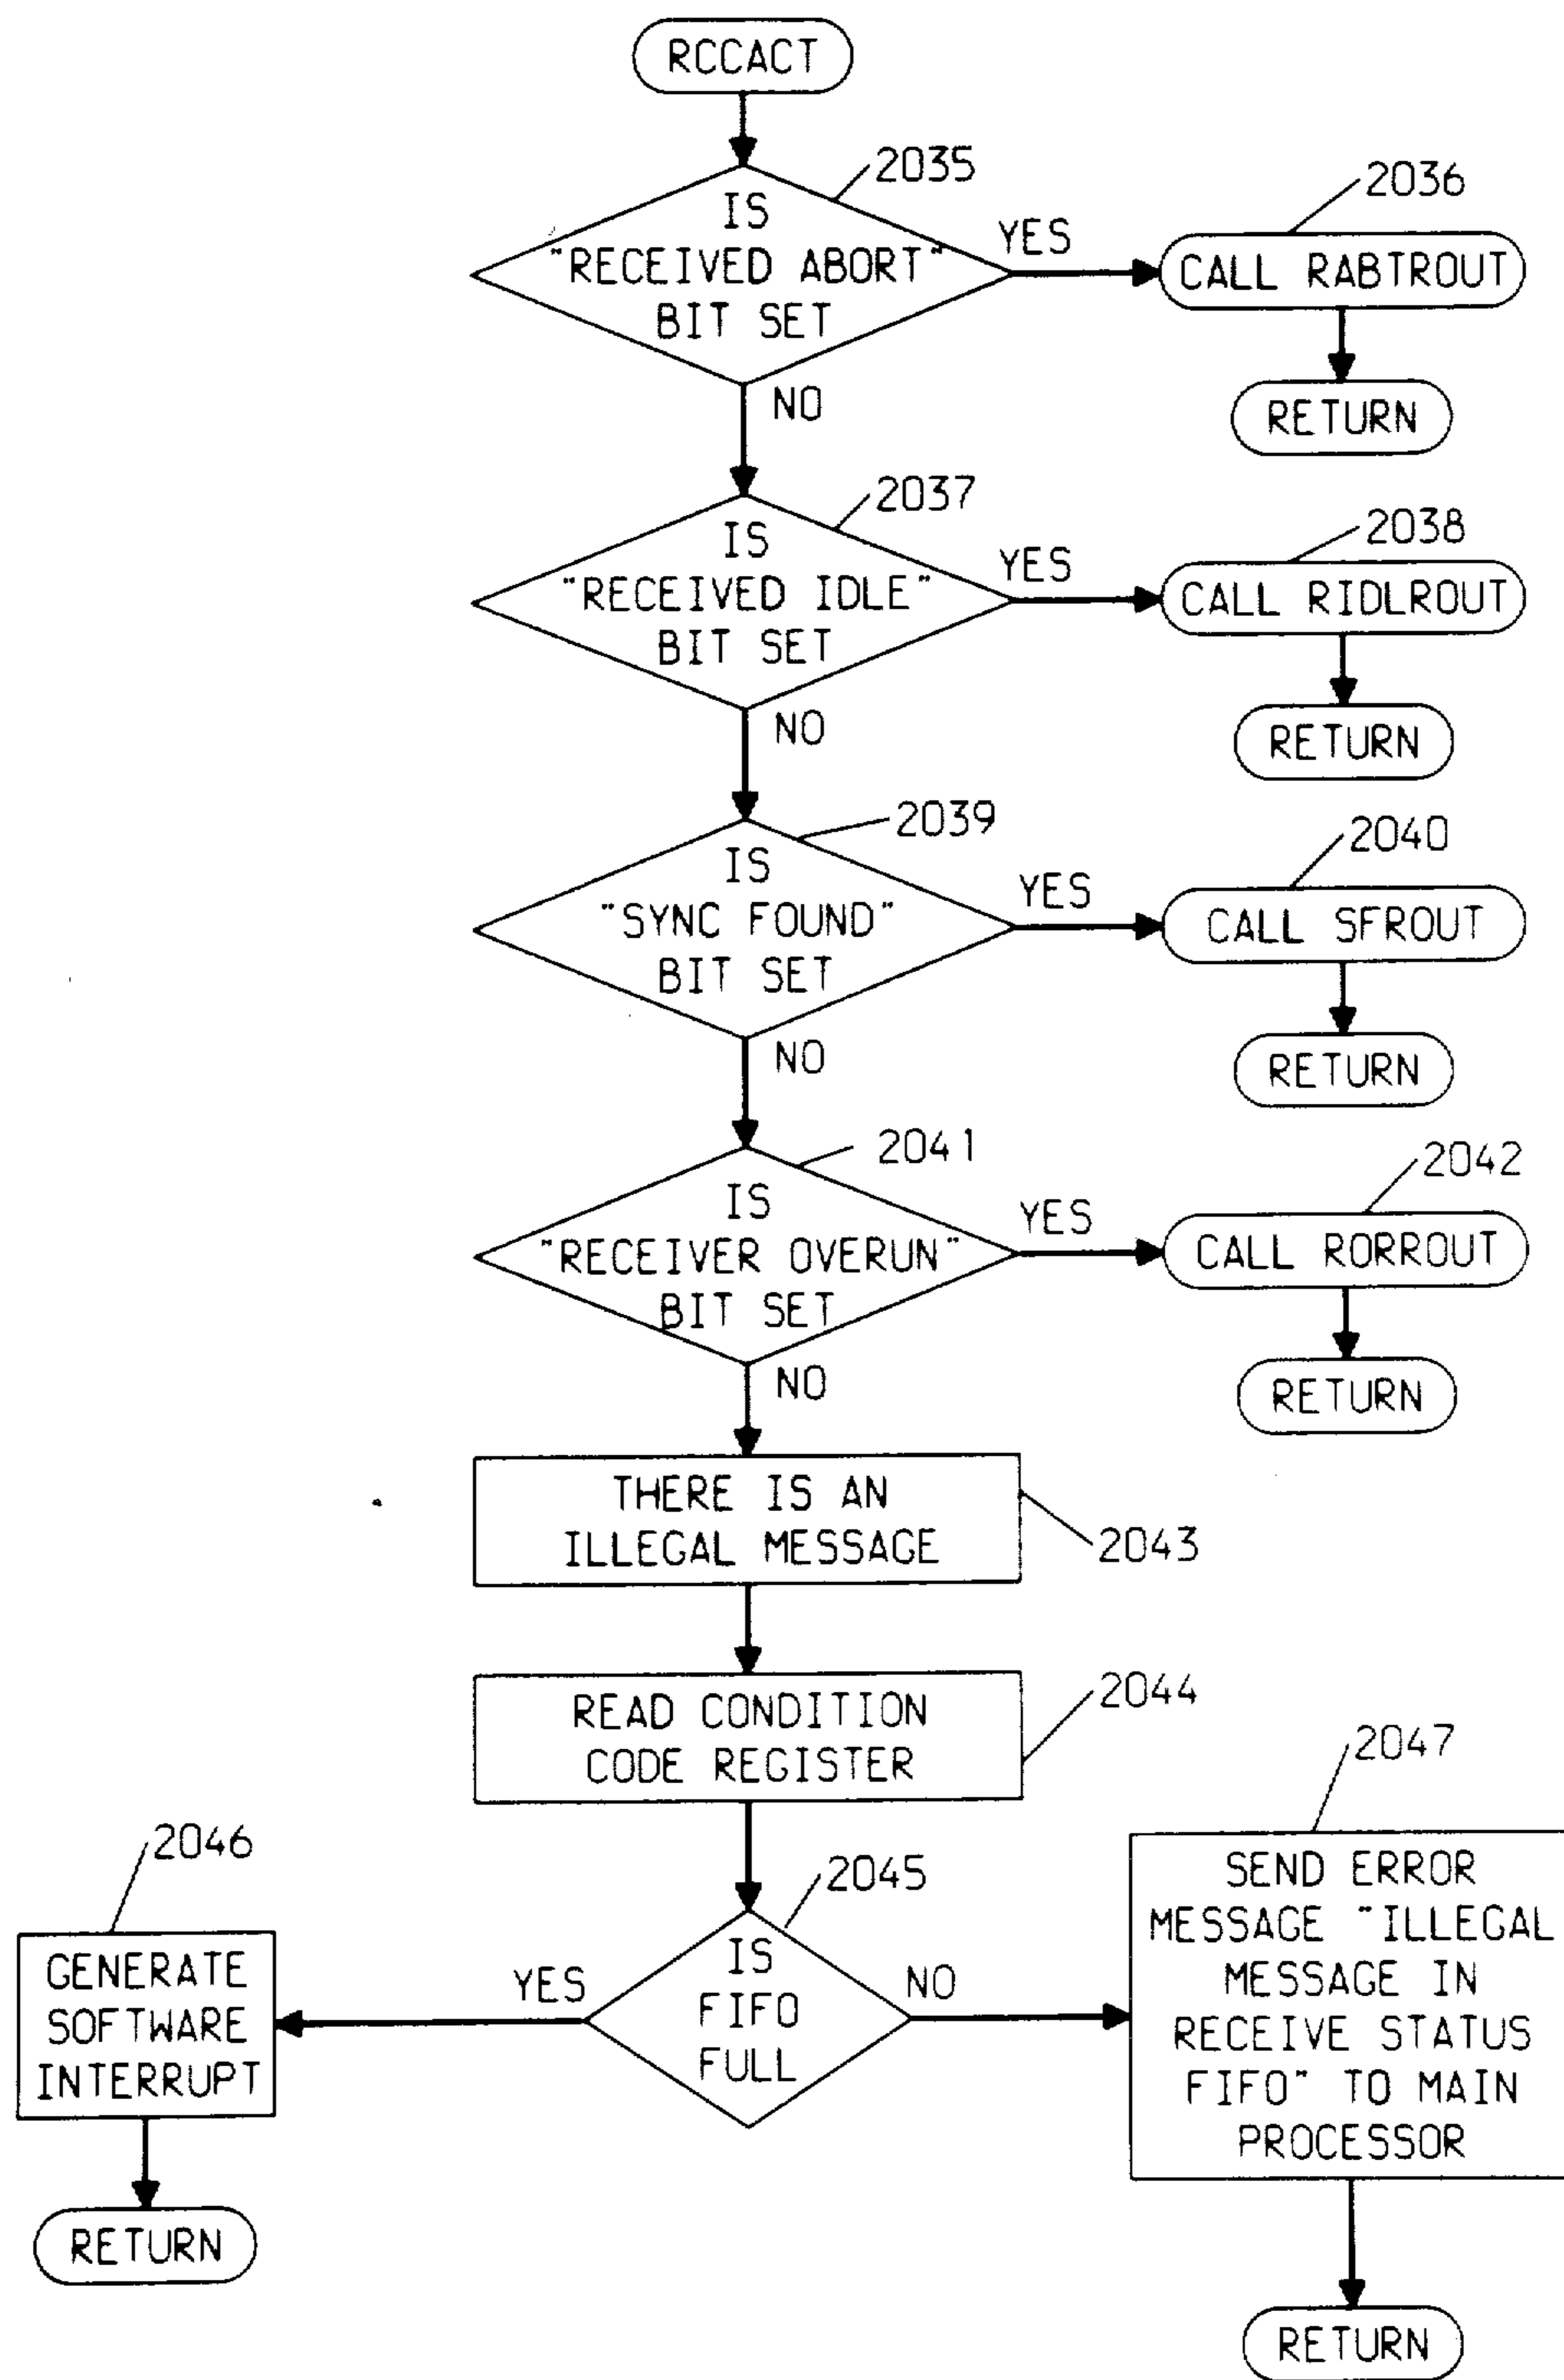 RCCACT
2035
IS
"RECEIVED ABORT"
BIT SET
YES
2036
CALL RABTROUT
RETURN
NO
2037
IS
"RECEIVED IDLE"
BIT SET
YES
2038
CALL RIDLROUT
RETURN
NO
2039
IS
"SYNC FOUND"
BIT SET
YES
2040
CALL SFROUT
RETURN
NO
2041
IS
"RECEIVER OVERUN"
BIT SET
YES
2042
CALL RORROUT
RETURN
NO
THERE IS AN
ILLEGAL MESSAGE
2043
READ CONDITION
CODE REGISTER
2044
2045
IS
FIFO
FULL
YES
2046
GENERATE
SOFTWARE
INTERRUPT
RETURN
NO
2047
SEND ERROR
MESSAGE "ILLEGAL
MESSAGE IN
RECEIVE STATUS
FIFO" TO MAIN
PROCESSOR
RETURN